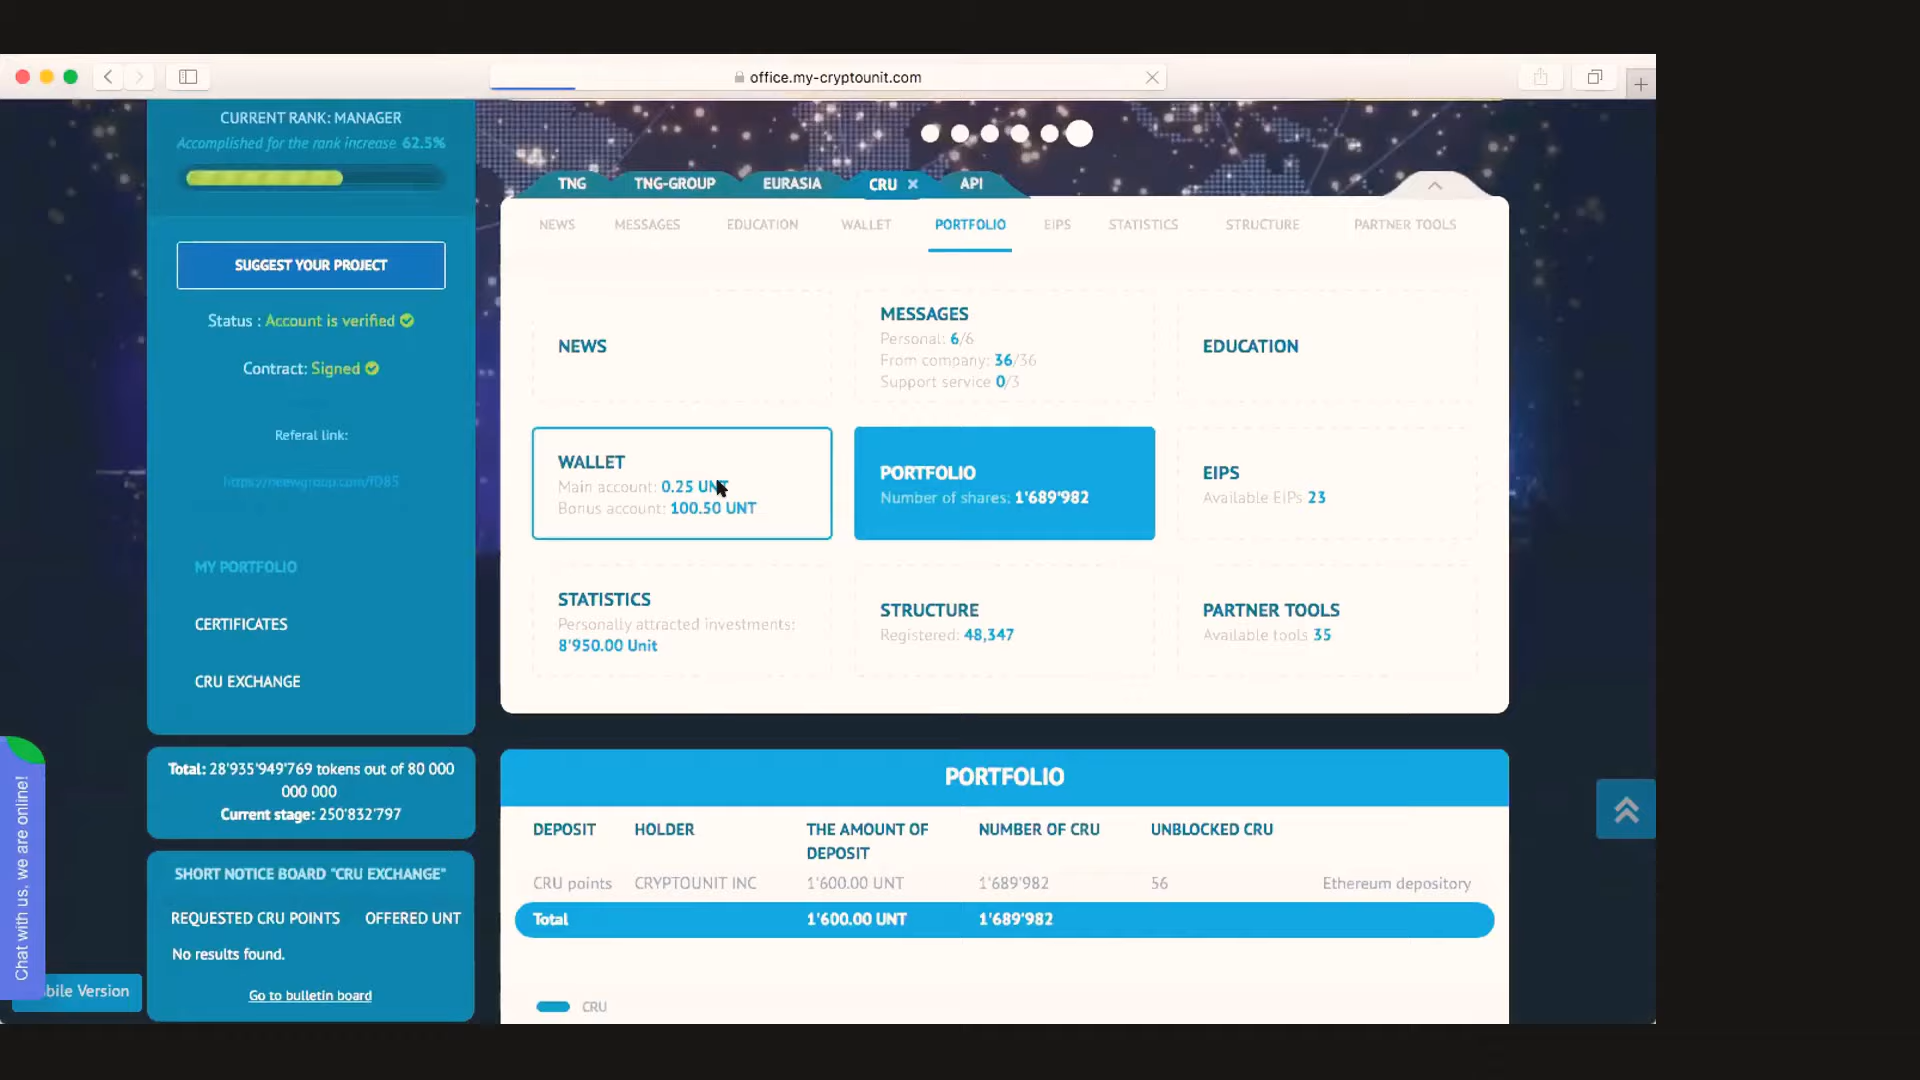 office.my-cryptounit.com
CURRENT RANK: MANAGER
Accomplished for the rank increase 62.5%
SUGGEST YOUR PROJECT
Status : Account is verified
Contract: Signed
Referal link:
https://neewgroup.com/fD85
MY PORTFOLIO
CERTIFICATES
CRU EXCHANGE
Total: 28'935'949'769 tokens out of 80 000
000 000
Current stage: 250'832'797
SHORT NOTICE BOARD "CRU EXCHANGE"
REQUESTED CRU POINTS OFFERED UNT
No results found.
Go to bulletin board
Chat with us, we are online!
bile Version
TNG TNG-GROUP EURASIA CRU API
NEWS MESSAGES EDUCATION WALLET PORTFOLIO EIPS STATISTICS STRUCTURE PARTNER TOOLS
NEWS
MESSAGES
Personal: 6/6
From company: 36/36
Support service 0/3
EDUCATION
WALLET
Main account: 0.25 UNT
Bonus account: 100.50 UNT
PORTFOLIO
Number of shares: 1'689'982
EIPS
Available EIPs 23
STATISTICS
Personally attracted investments:
8'950.00 Unit
STRUCTURE
Registered: 48,347
PARTNER TOOLS
Available tools 35
PORTFOLIO
DEPOSIT HOLDER THE AMOUNT OF NUMBER OF CRU UNBLOCKED CRU
DEPOSIT
CRU points CRYPTOUNIT INC 1'600.00 UNT 1'689'982 56 Ethereum depository
Total 1'600.00 UNT 1'689'982
CRU